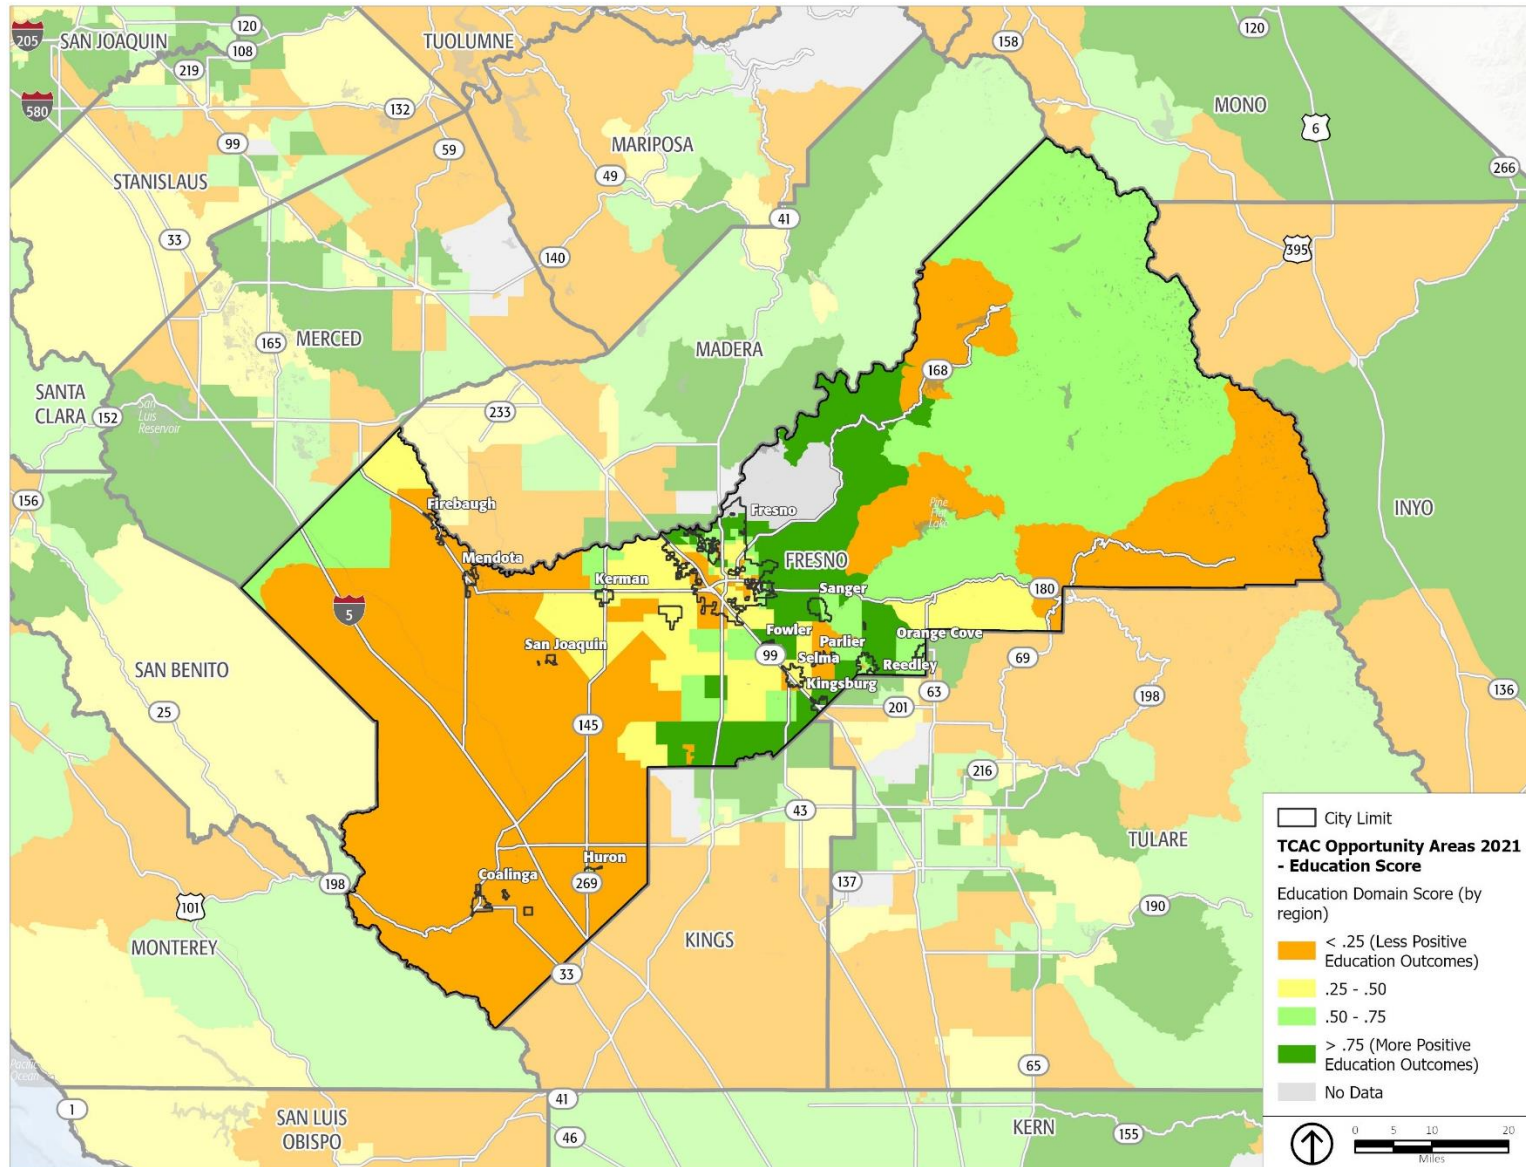 205
SAN JOAQUIN
120
108
TUOLUMNE
158
120
219
580
132
MONO
6
99
59
MARIPOSA
266
STANISLAUS
49
33
41
140
395
165
MERCED
MADERA
168
SANTA
CLARA
152
San
Luis
Reservoir
233
156
Firebaugh
Fresno
Pine
Flat
Lake
INYO
Mendota
FRESNO
Kerman
Sanger
180
5
Fowler
Parlier
Orange Cove
San Joaquin
99
Selma
Reedley
69
SAN BENITO
Kingsburg
63
198
136
25
145
201
216
43
TULARE
Huron
Coalinga
198
269
137
101
190
MONTEREY
KINGS
33
Pacific
Ocean
65
1
41
SAN LUIS
OBISPO
46
KERN
155
City Limit
TCAC Opportunity Areas 2021
- Education Score
Education Domain Score (by
region)
< .25 (Less Positive
Education Outcomes)
.25 - .50
.50 - .75
> .75 (More Positive
Education Outcomes)
No Data
0 5 10 20
Miles